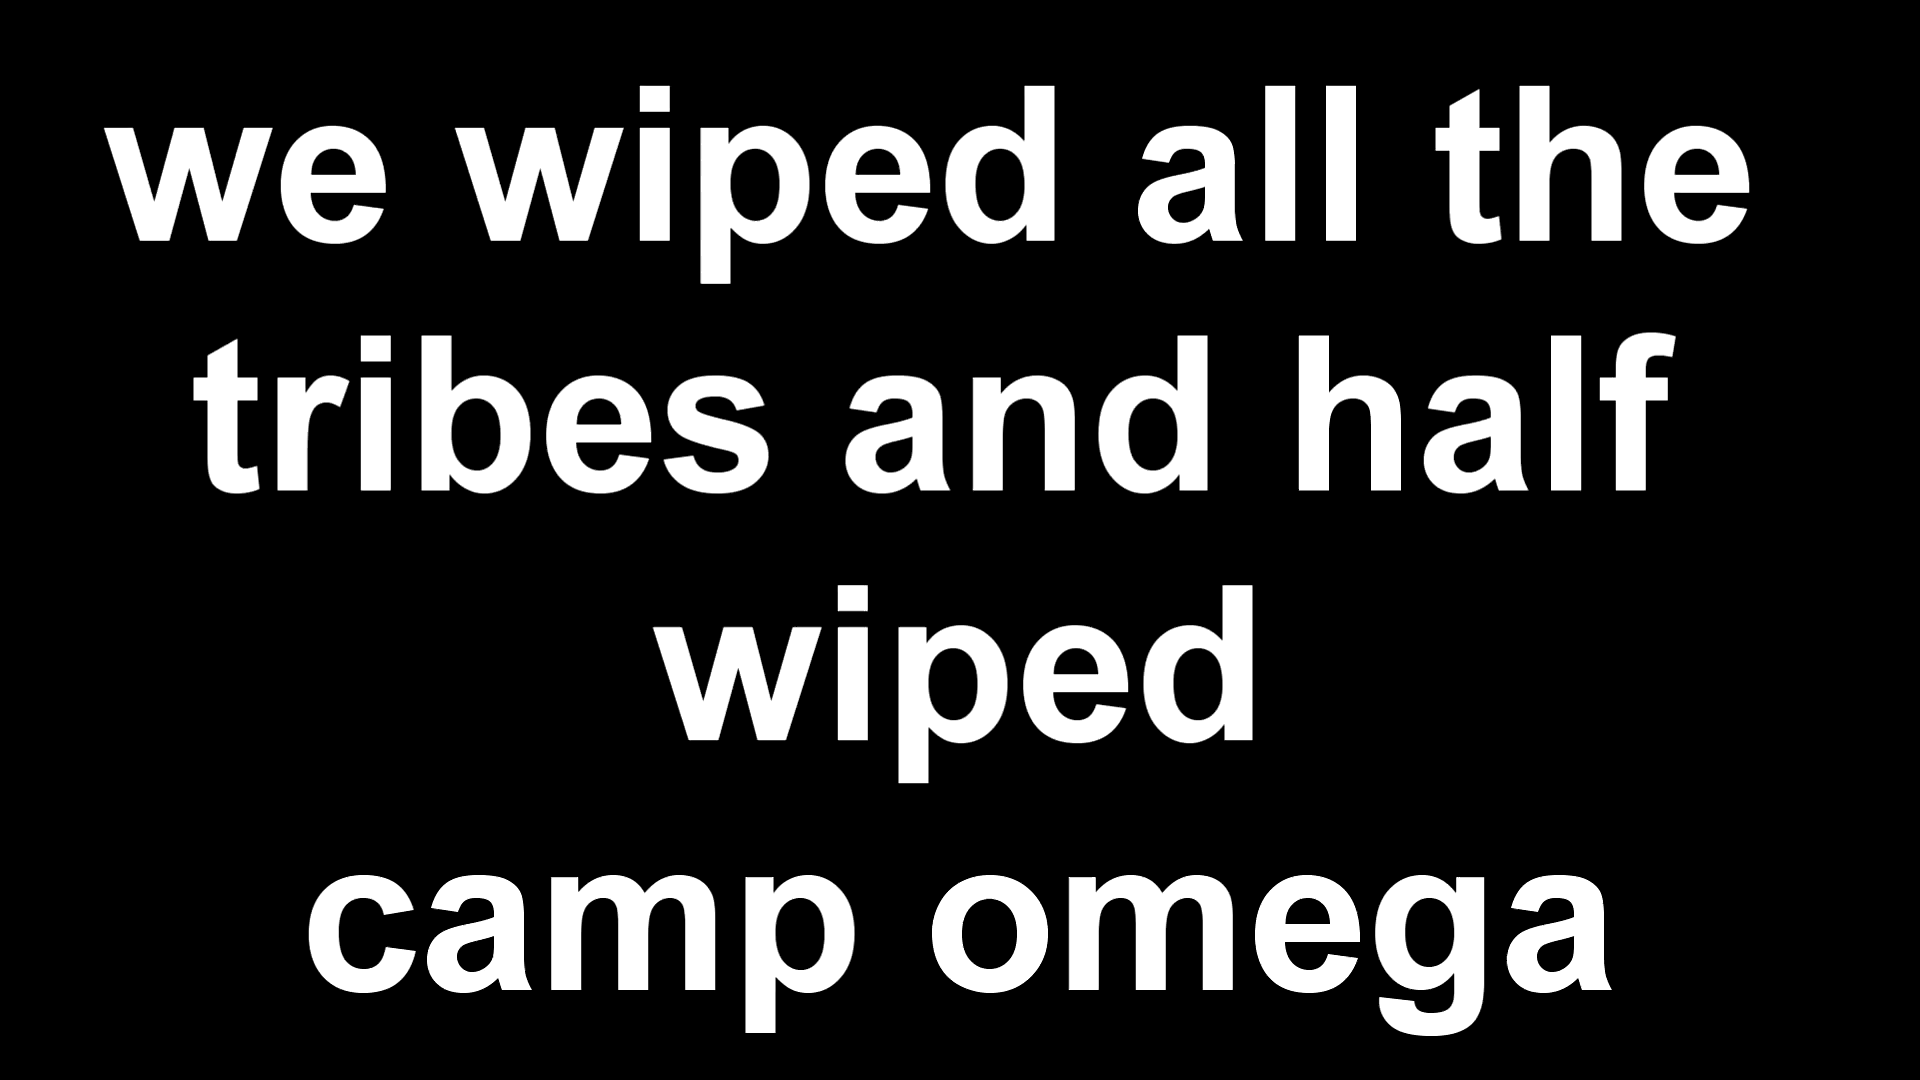 we wiped all the
tribes and half
wiped
camp omega